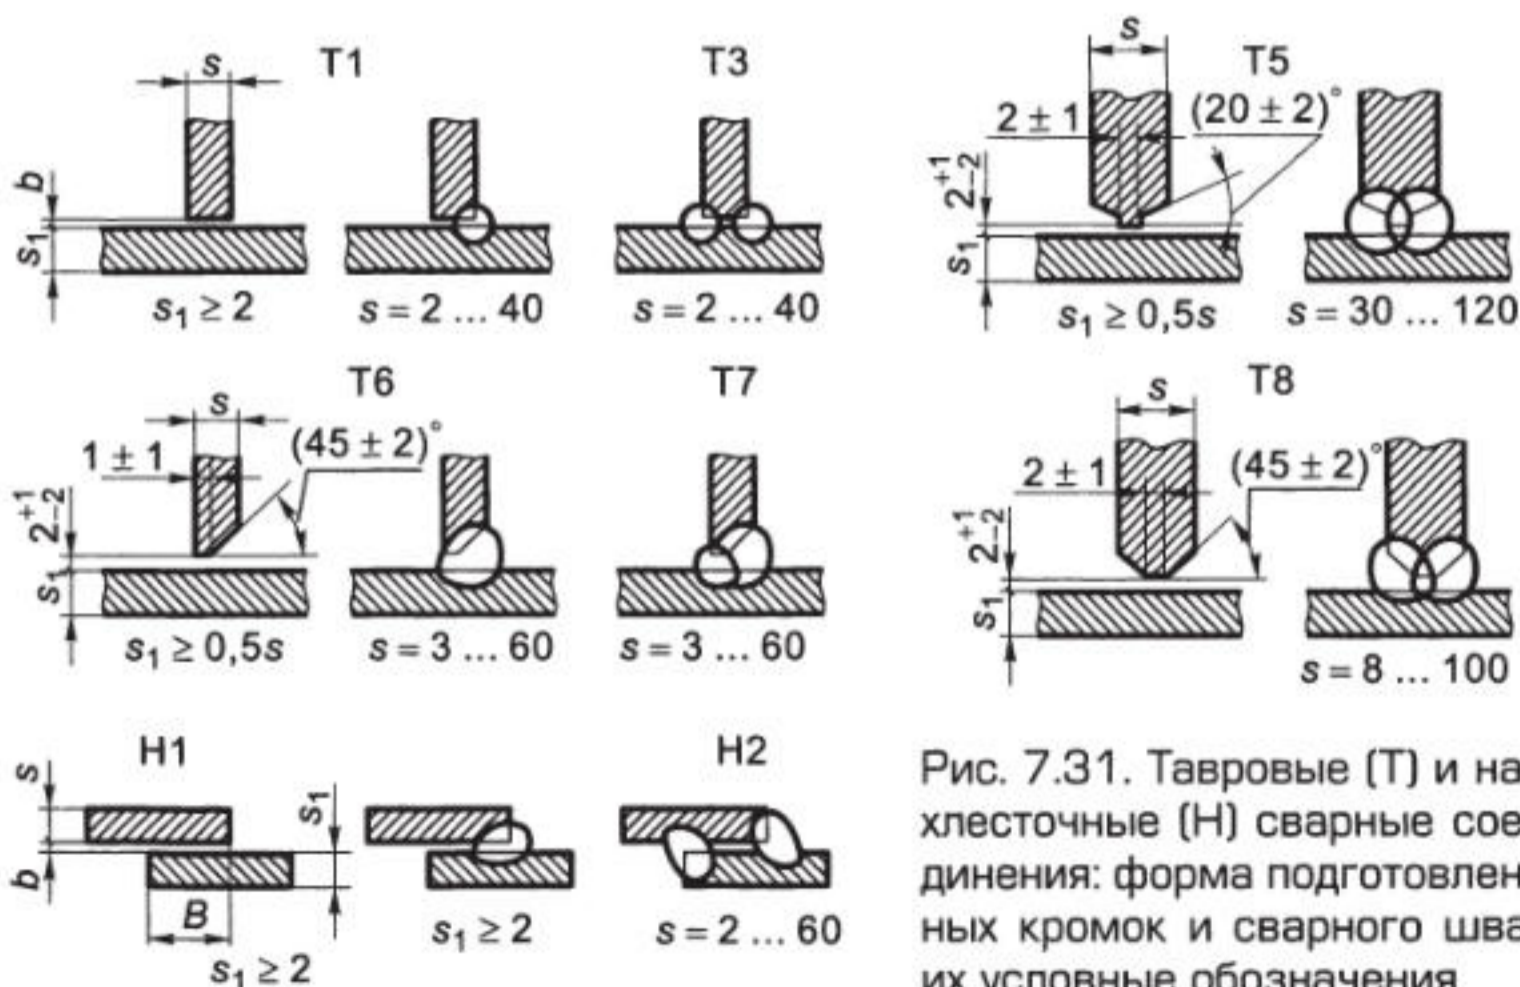 s T1
b
s1
s1 ≥ 2
s = 2 ... 40
T3
s = 2 ... 40
s T5
2 ± 1
(20 ± 2)°
2+1−2
s1
s1 ≥ 0,5s
s = 30 ... 120
s T6
1 ± 1
(45 ± 2)°
2+1−2
s1
s1 ≥ 0,5s
s = 3 ... 60
T7
s = 3 ... 60
s T8
2 ± 1
(45 ± 2)°
2+1−2
s1
s = 8 ... 100
H1
s
b
s1
B
s1 ≥ 2
s1 ≥ 2
H2
s = 2 ... 60
Рис. 7.31. Тавровые (Т) и на-
хлесточные (Н) сварные сое-
динения: форма подготовлен-
ных кромок и сварного шва
их условные обозначения